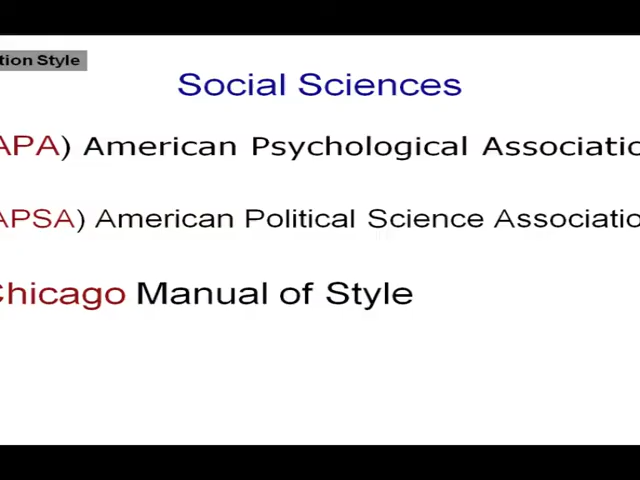 tion Style
Social Sciences
APA) American Psychological Associatio
APSA) American Political Science Associatio
Chicago Manual of Style